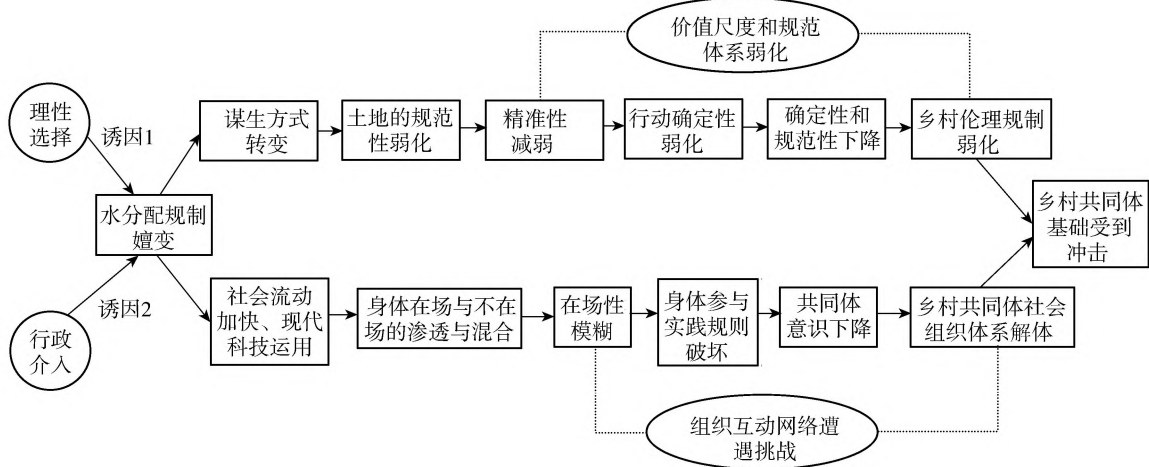 价值尺度和规范
体系弱化
理性
选择
诱因1
谋生方式
转变
土地的规范
性弱化
精准性
减弱
行动确定性
弱化
确定性和
规范性下降
乡村伦理规制
弱化
水分配规制
嬗变
乡村共同体
基础受到
冲击
诱因2
行政
介入
社会流动
加快、现代
科技运用
身体在场与不在
场的渗透与混合
在场性
模糊
身体参与
实践规则
破坏
共同体
意识下降
乡村共同体社会
组织体系解体
组织互动网络遭
遇挑战